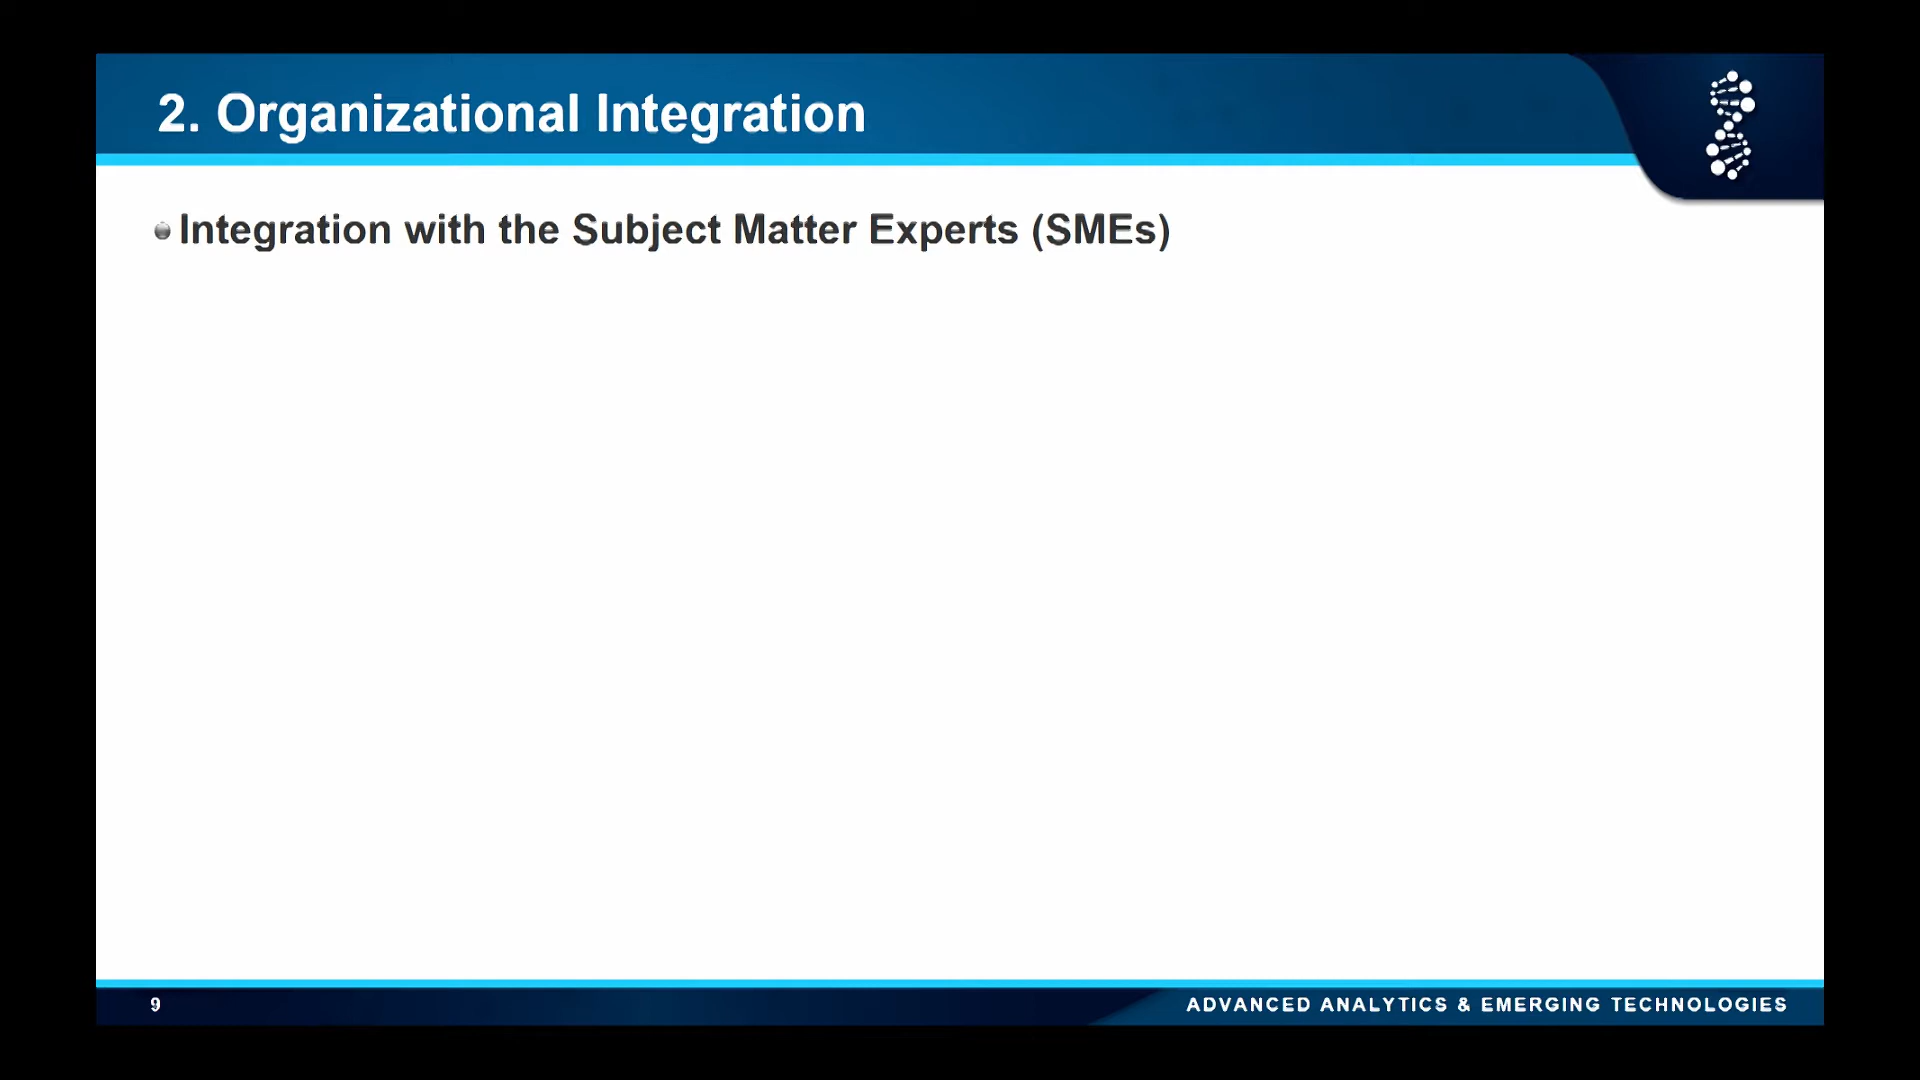 2. Organizational Integration
Integration with the Subject Matter Experts (SMEs)
9
ADVANCED ANALYTICS & EMERGING TECHNOLOGIES